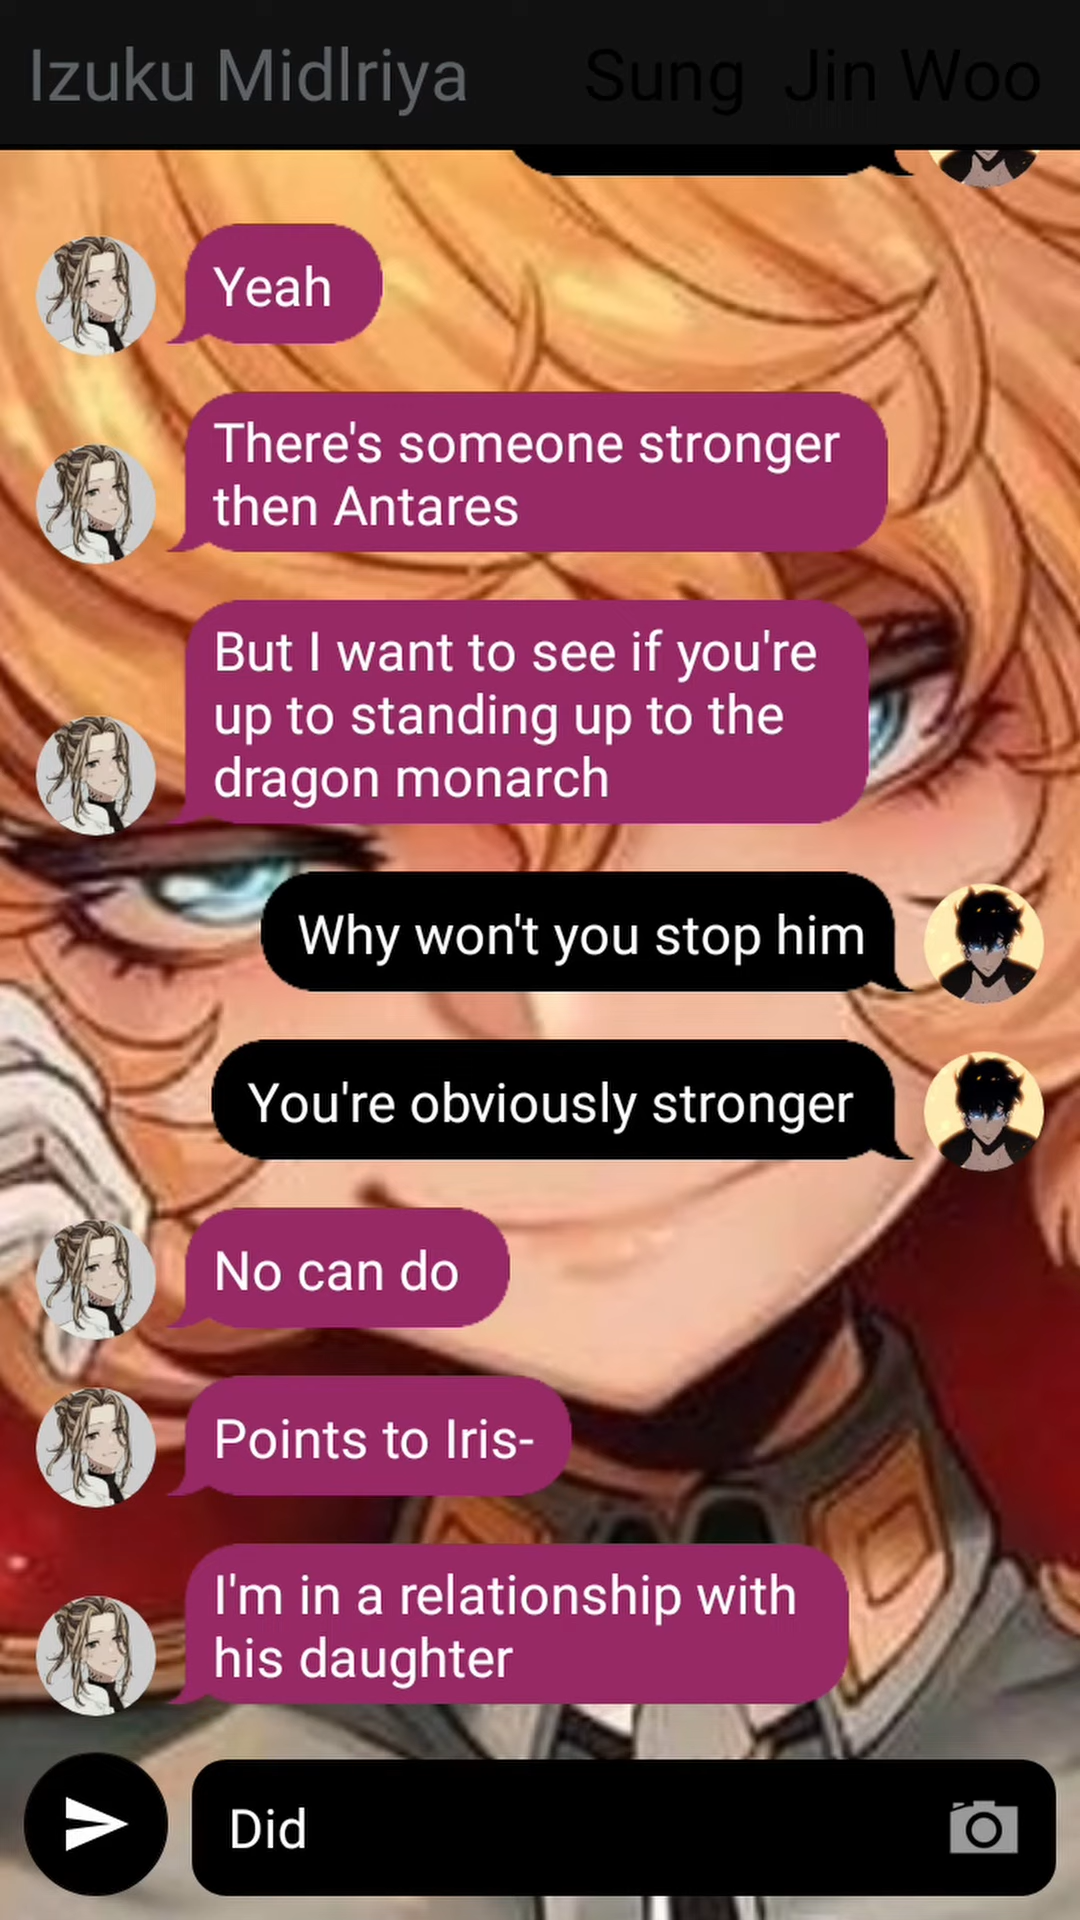 Izuku Midlriya Sung Jin Woo
Yeah
There's someone stronger
then Antares
But I want to see if you're
up to standing up to the
dragon monarch
Why won't you stop him
You're obviously stronger
No can do
Points to Iris-
I'm in a relationship with
his daughter
Did